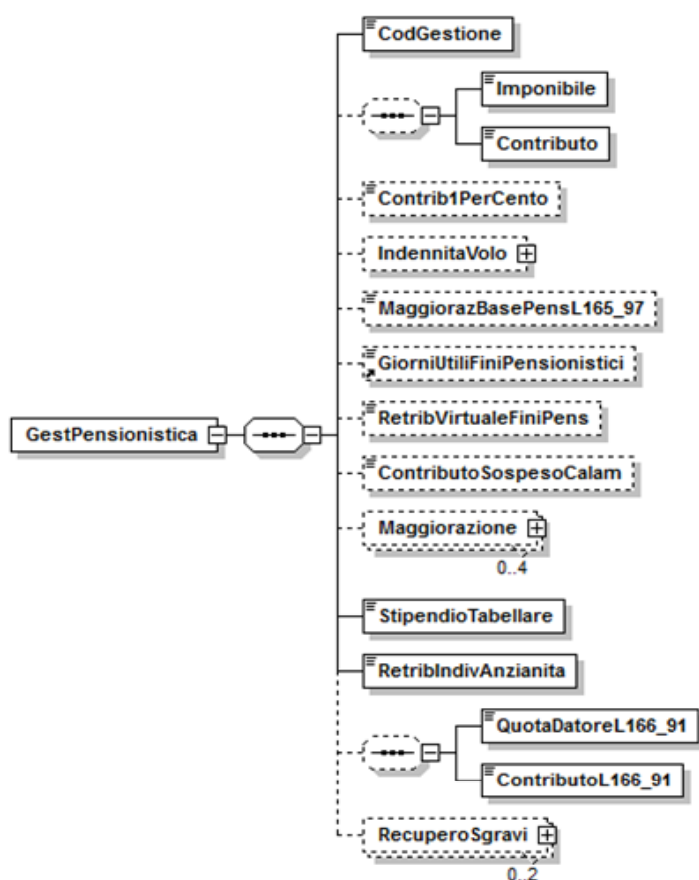 CodGestione
Imponibile
Contributo
Contrib1PerCento
IndennitaVolo
MaggiorazBasePensL165_97
GiorniUtiliFiniPensionistici
GestPensionistica
RetribVirtualeFiniPens
ContributoSospesoCalam
Maggiorazione
0..4
StipendioTabellare
RetribIndivAnzianita
QuotaDatoreL166_91
ContributoL166_91
RecuperoSgravi
0..2